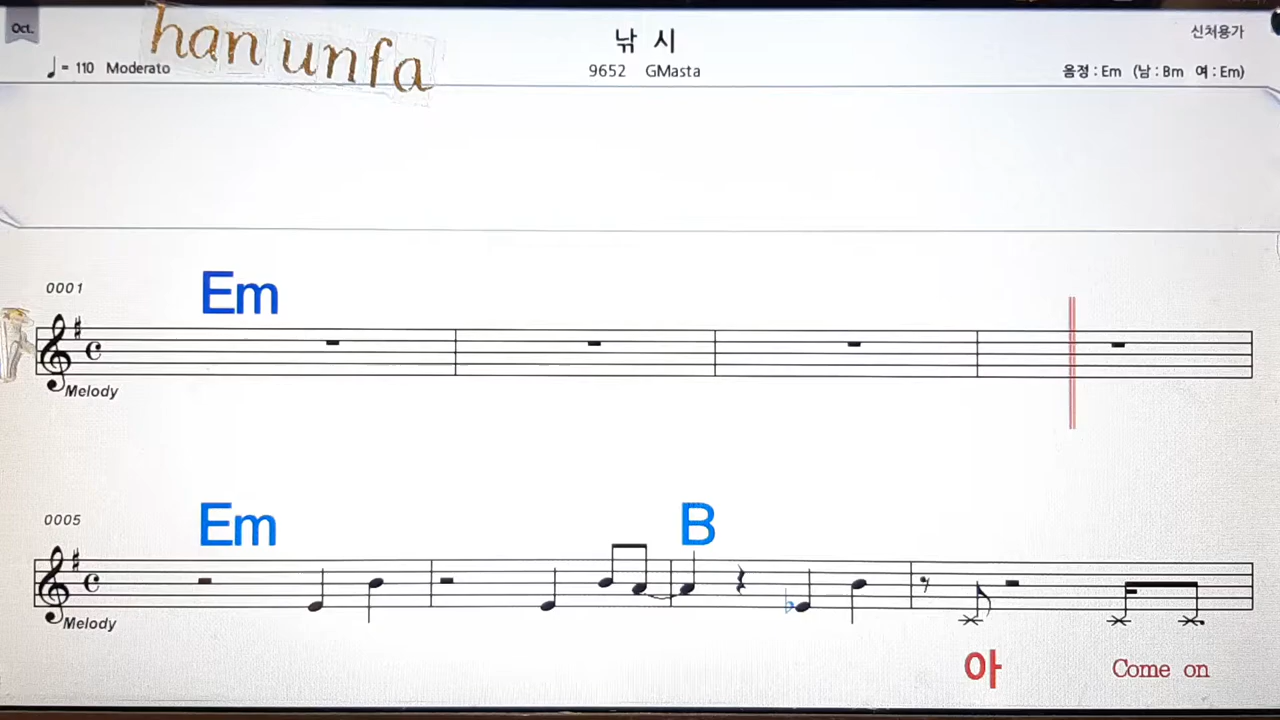 Oct.
han unfa
낚 시
신처용가
♩= 110 Moderato
9652 GMasta
음정 : Em (남 : Bm 여 : Em)
0001
Em
Melody
0005
Em B
Melody
아 Come on